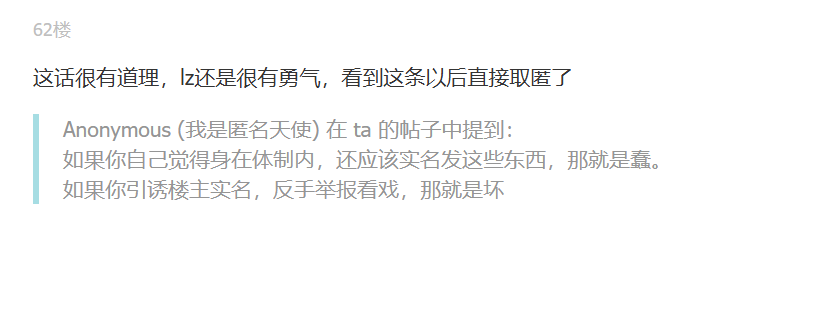 62楼
这话很有道理，lz还是很有勇气，看到这条以后直接取匿了
Anonymous (我是匿名天使) 在 ta 的帖子中提到：
如果你自己觉得身在体制内，还应该实名发这些东西，那就是蠢。
如果你引诱楼主实名，反手举报看戏，那就是坏